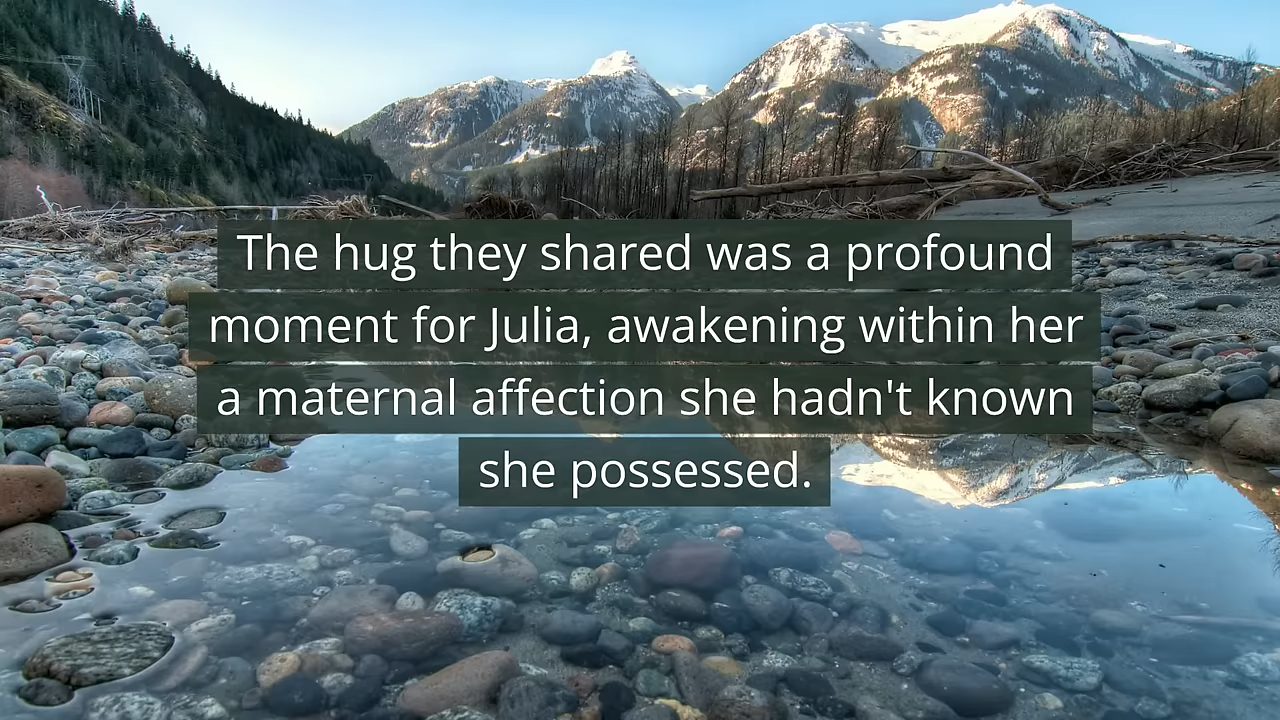 The hug they shared was a profound
moment for Julia, awakening within her
a maternal affection she hadn't known
she possessed.